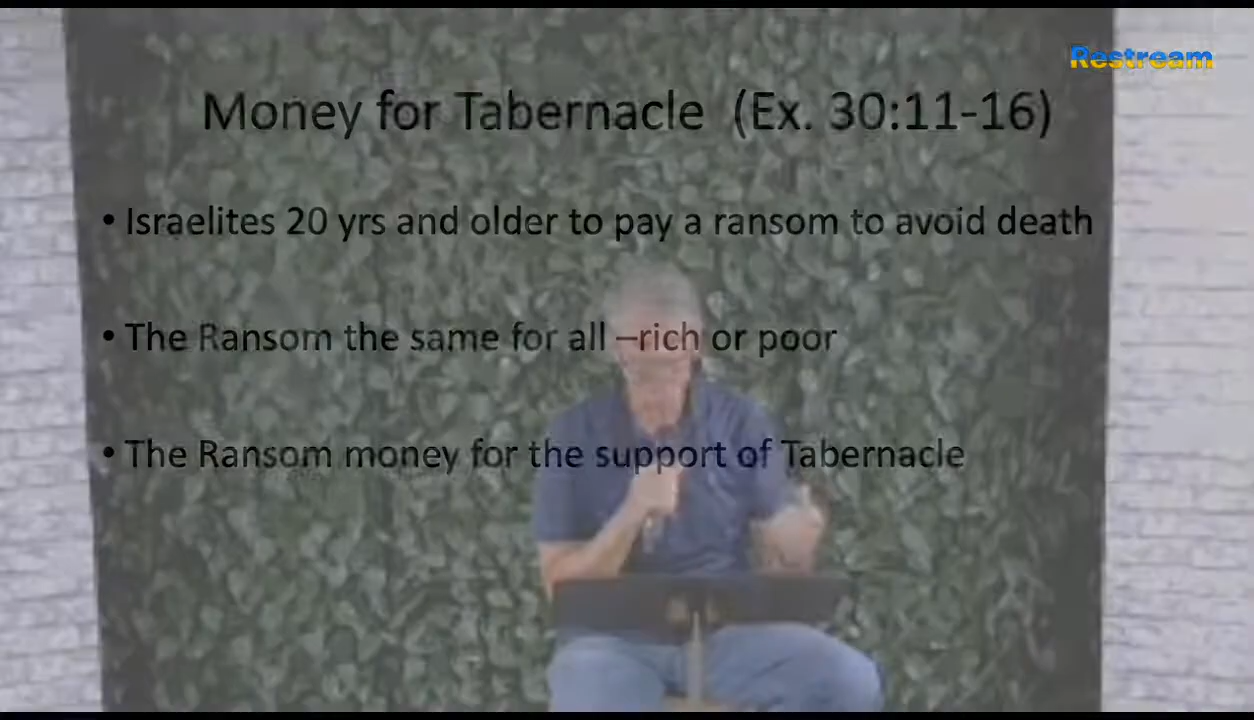 Restream
Money for Tabernacle (Ex. 30:11-16)
• Israelites 20 yrs and older to pay a ransom to avoid death
• The Ransom the same for all –rich or poor
• The Ransom money for the support of Tabernacle